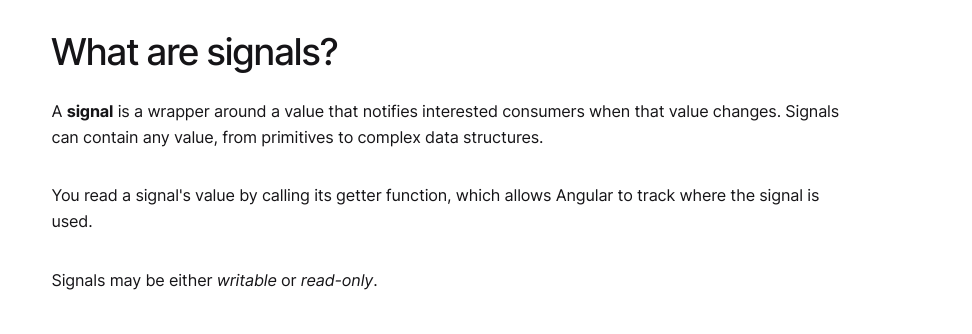 What are signals?
A signal is a wrapper around a value that notifies interested consumers when that value changes. Signals
can contain any value, from primitives to complex data structures.
You read a signal's value by calling its getter function, which allows Angular to track where the signal is
used.
Signals may be either writable or read-only.